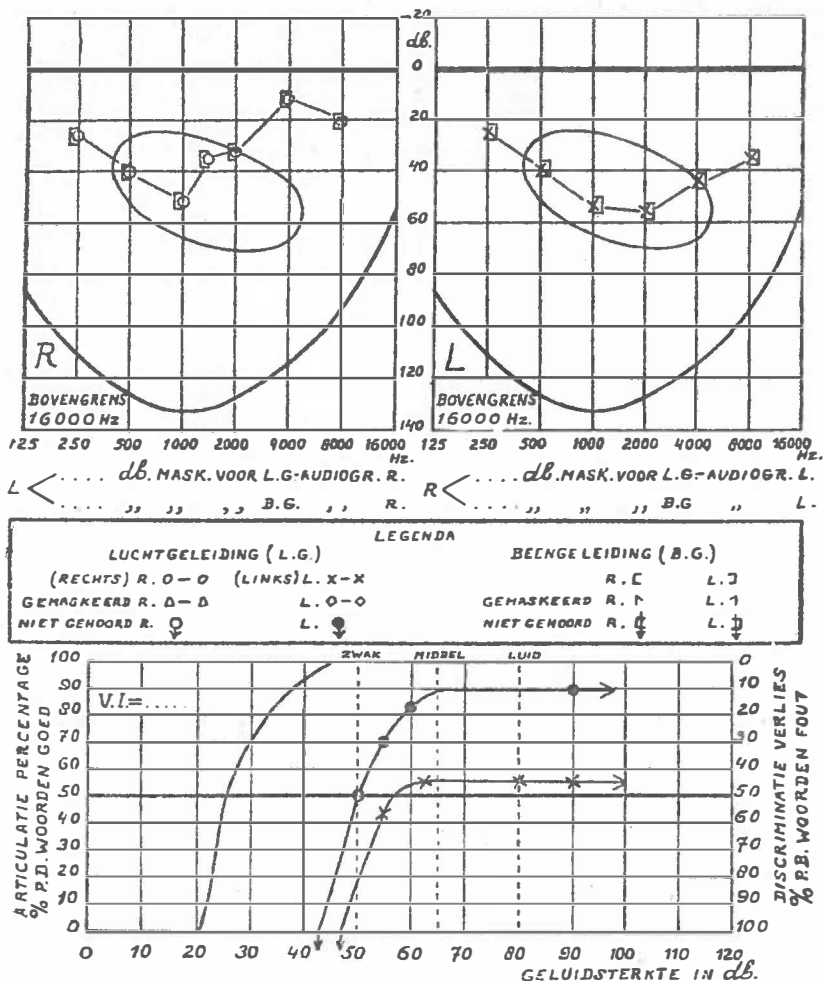 -20
db.
0
20
40
60
80
db
100
120
140
R
L
BOVENGRENS
16000 Hz
BOVENGRENS
16000 Hz.
125 250 500 1000 2000 4000 8000 16000
Hz.
125 250 500 1000 2000 4000 8000 16000
Hz.
L < .... db. MASK. VOOR L.G-AUDIOGR. R.
.... ,, ,, ,, B.G. ,, R.
R < .... db. MASK. VOOR L.G-AUDIOGR. L.
.... ,, ,, ,, B.G ,, L.
LEGENDA
LUCHTGELEIDING (L.G.)
BEENGELEIDING (B.G.)
(RECHTS) R. O-O (LINKS) L. x-x
R. [ L. ]
GEMASKEERD R. Δ-Δ L. ◇-◇
GEMASKEERD R. ┌ L. ┐
NIET GEHOORD R. L.
NIET GEHOORD R. L.
ZWAK MIDDEL LUID
V.I = .....
100
90
80
70
60
50
40
30
20
10
0
ARTICULATIE PERCENTAGE
% P.B. WOORDEN GOED
0
10
20
30
40
50
60
70
80
90
100
DISCRIMINATIE VERLIES
% P.B. WOORDEN FOUT
0 10 20 30 40 50 60 70 80 90 100 110 120
GELUIDSTERKTE IN db.